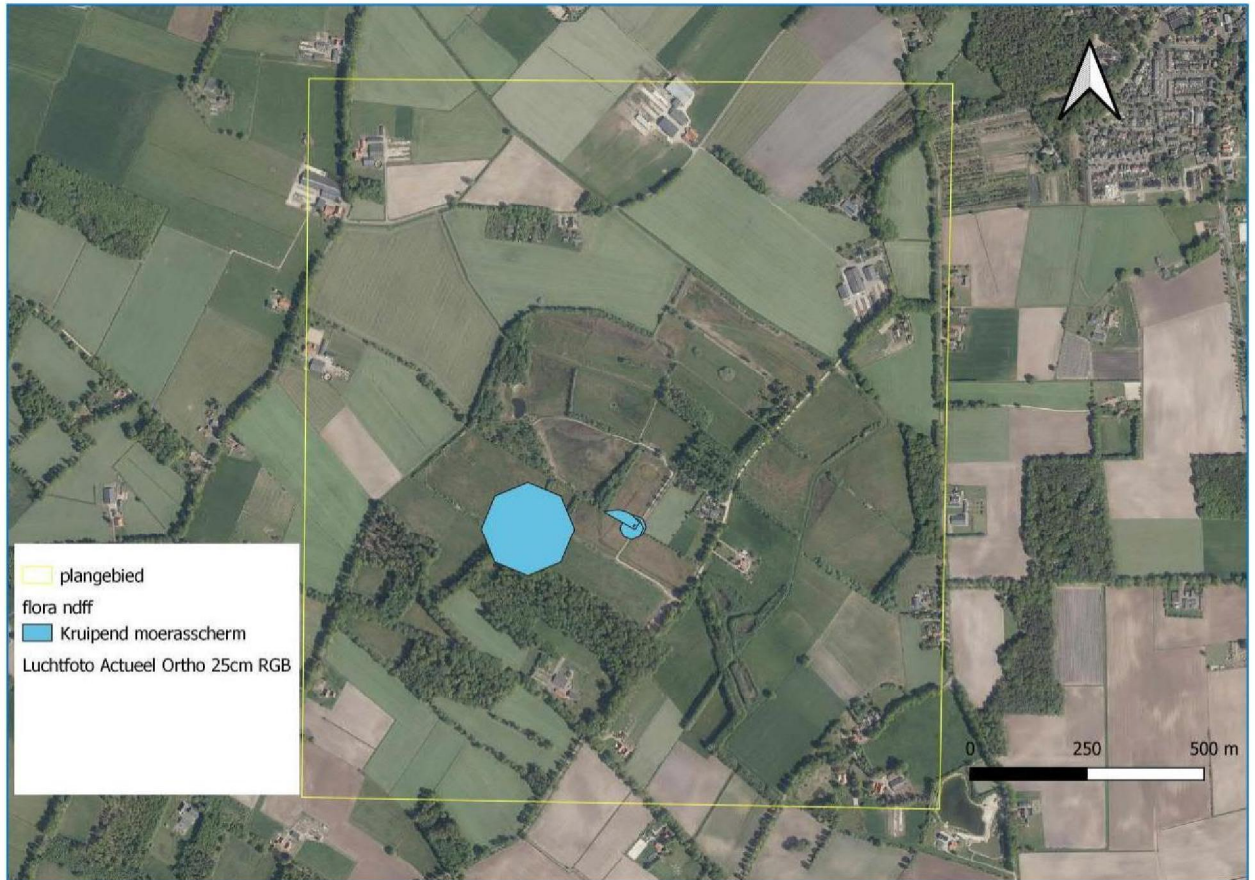 plangebied
flora ndff
Kruipend moerasscherm
Luchtfoto Actueel Ortho 25cm RGB
0 250 500 m